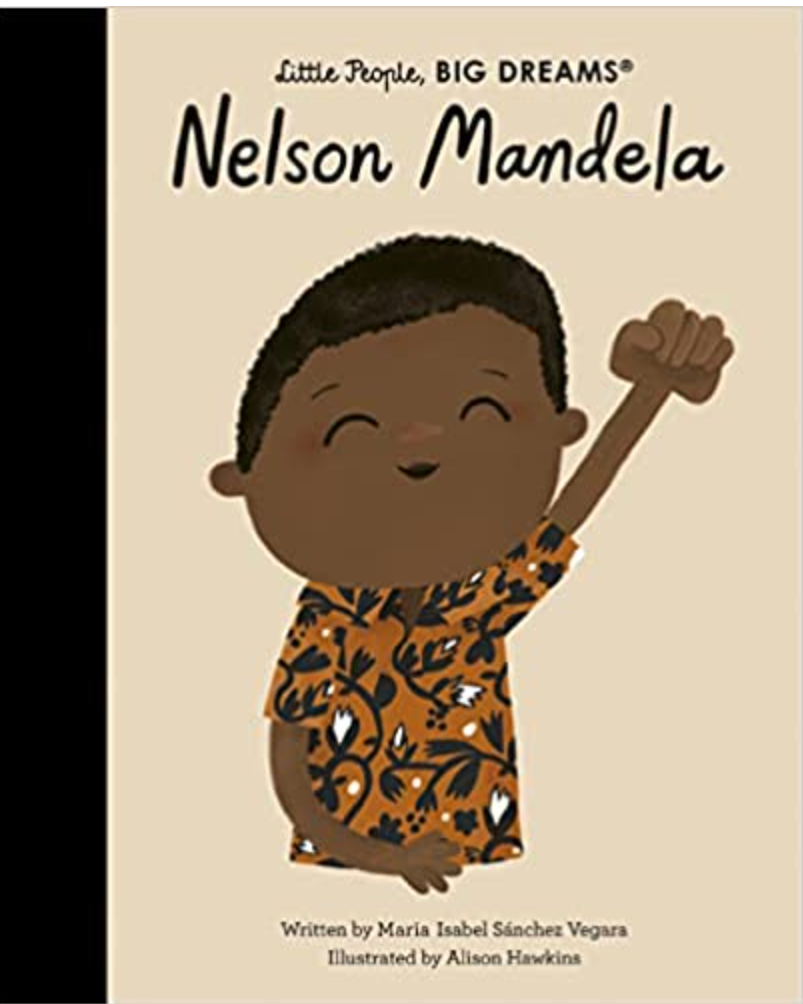 Little People, BIG DREAMS®
Nelson Mandela
Written by Maria Isabel Sánchez Vegara
Illustrated by Alison Hawkins